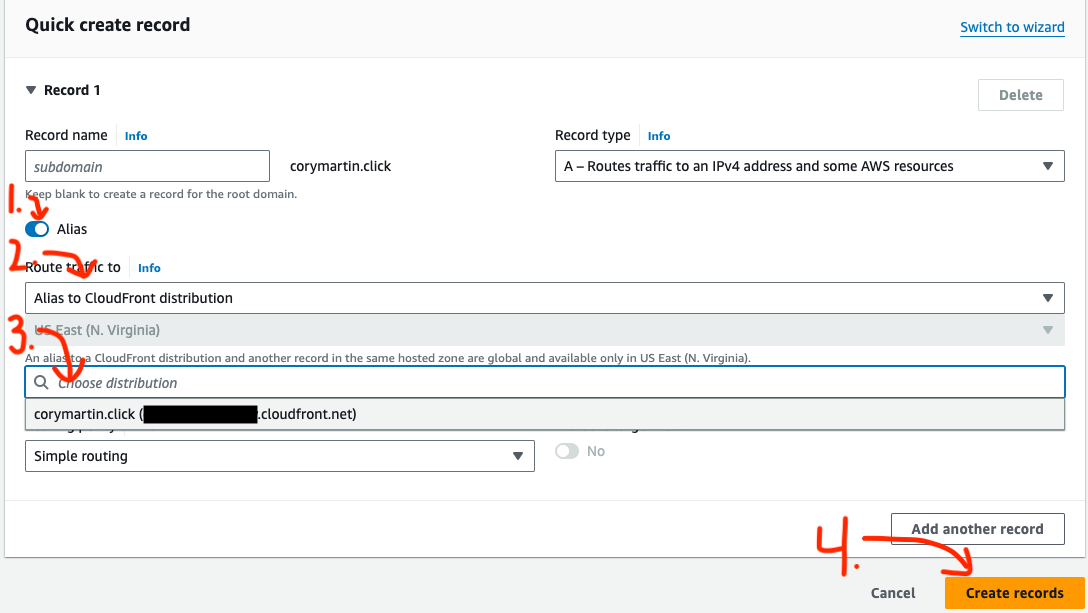 Quick create record
Switch to wizard
Record 1
Delete
Record name Info
Record type Info
subdomain
corymartin.click
A – Routes traffic to an IPv4 address and some AWS resources
Keep blank to create a record for the root domain.
1.
Alias
2.
Route traffic to Info
Alias to CloudFront distribution
3.
US East (N. Virginia)
An alias to a CloudFront distribution and another record in the same hosted zone are global and available only in US East (N. Virginia).
Choose distribution
corymartin.click ( .cloudfront.net)
Simple routing
No
Add another record
4.
Cancel
Create records